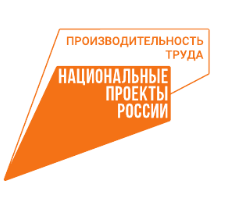 ПРОИЗВОДИТЕЛЬНОСТЬ
ТРУДА
НАЦИОНАЛЬНЫЕ
ПРОЕКТЫ
РОССИИ